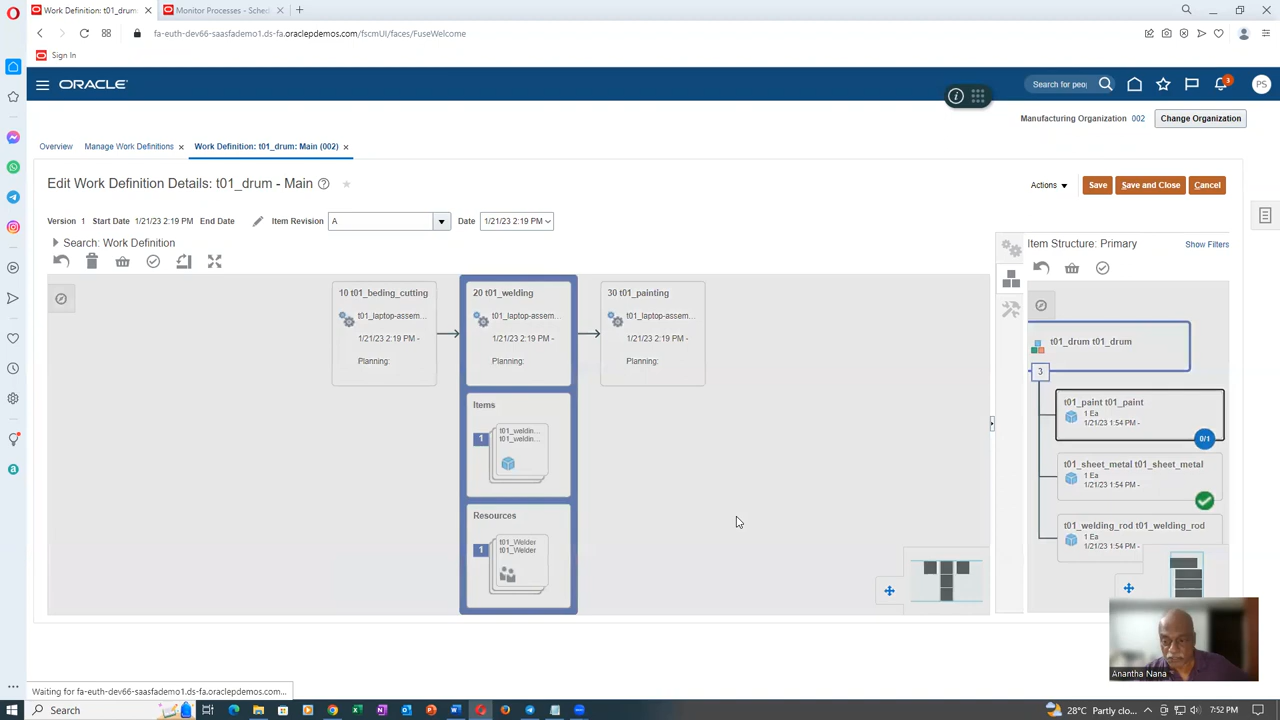 Work Definition: t01_drum:
Monitor Processes - Sched
fa-euth-dev66-saasfademo1.ds-fa.oraclepdemos.com/fscmUI/faces/FuseWelcome
Sign In
ORACLE
Search for peo
3
PS
Manufacturing Organization 002 Change Organization
Overview Manage Work Definitions Work Definition: t01_drum: Main (002)
Edit Work Definition Details: t01_drum - Main
Actions Save Save and Close Cancel
Version 1 Start Date 1/21/23 2:19 PM End Date Item Revision A Date 1/21/23 2:19 PM
Search: Work Definition
Item Structure: Primary Show Filters
10 t01_beding_cutting
t01_laptop-assem...
1/21/23 2:19 PM -
Planning:
20 t01_welding
t01_laptop-assem...
1/21/23 2:19 PM -
Planning:
30 t01_painting
t01_laptop-assem...
1/21/23 2:19 PM -
Planning:
Items
1
t01_weldin...
t01_weldin...
Resources
1
t01_Welder
t01_Welder
t01_drum t01_drum
3
t01_paint t01_paint
1 Ea
1/21/23 1:54 PM -
0/1
t01_sheet_metal t01_sheet_metal
1 Ea
1/21/23 1:54 PM -
t01_welding_rod t01_welding_rod
1 Ea
1/21/23 1:54 PM -
Anantha Nana
Waiting for fa-euth-dev66-saasfademo1.ds-fa.oraclepdemos.com...
Search
28°C Partly clo...
7:52 PM